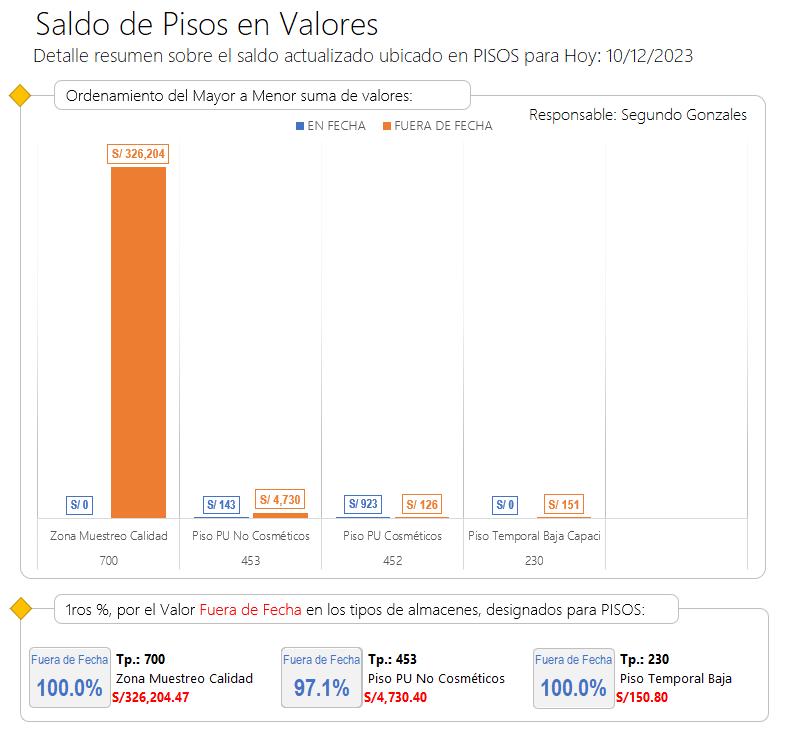 Saldo de Pisos en Valores
Detalle resumen sobre el saldo actualizado ubicado en PISOS para Hoy: 10/12/2023
Ordenamiento del Mayor a Menor suma de valores:
Responsable: Segundo Gonzales
EN FECHA FUERA DE FECHA
S/ 326,204
S/ 0 S/ 143 S/ 4,730 S/ 923 S/ 126 S/ 0 S/ 151
Zona Muestreo Calidad Piso PU No Cosméticos Piso PU Cosméticos Piso Temporal Baja Capaci
700 453 452 230
1ros %, por el Valor Fuera de Fecha en los tipos de almacenes, designados para PISOS:
Fuera de Fecha Tp.: 700 Fuera de Fecha Tp.: 453 Fuera de Fecha Tp.: 230
100.0% Zona Muestreo Calidad 97.1% Piso PU No Cosméticos 100.0% Piso Temporal Baja
S/326,204.47 S/4,730.40 S/150.80